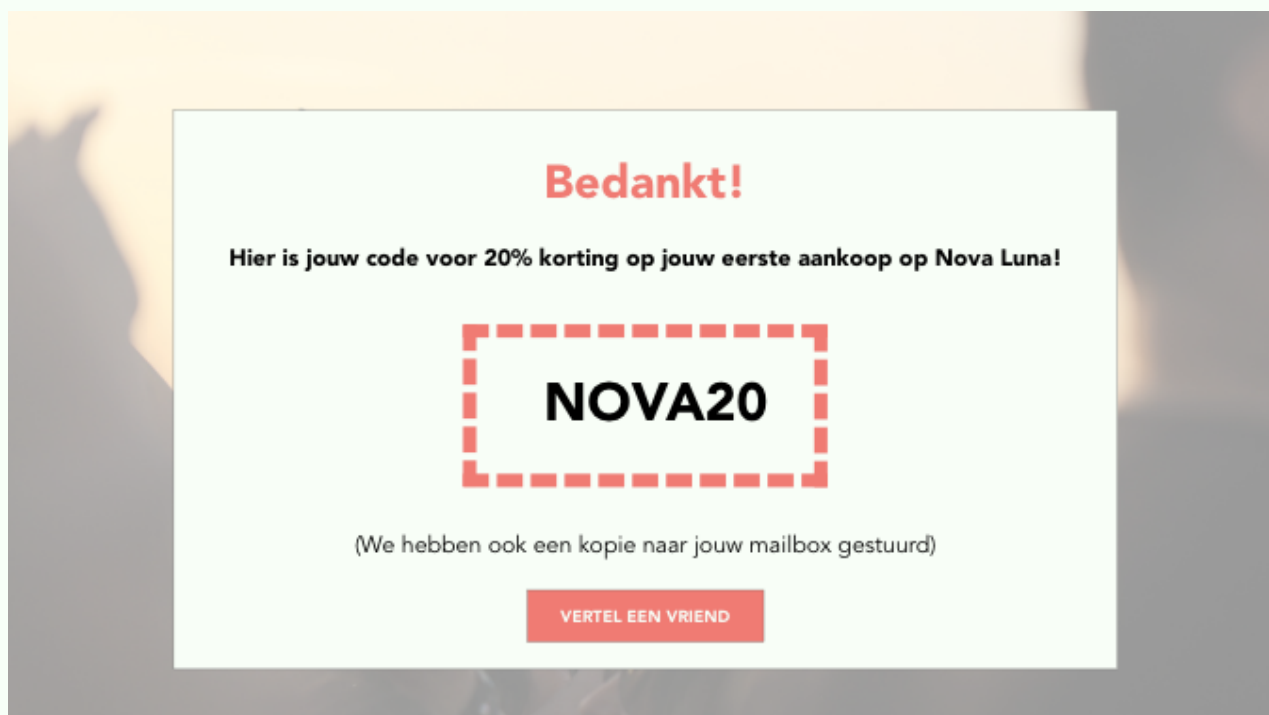 Bedankt!
Hier is jouw code voor 20% korting op jouw eerste aankoop op Nova Luna!
NOVA20
(We hebben ook een kopie naar jouw mailbox gestuurd)
VERTEL EEN VRIEND